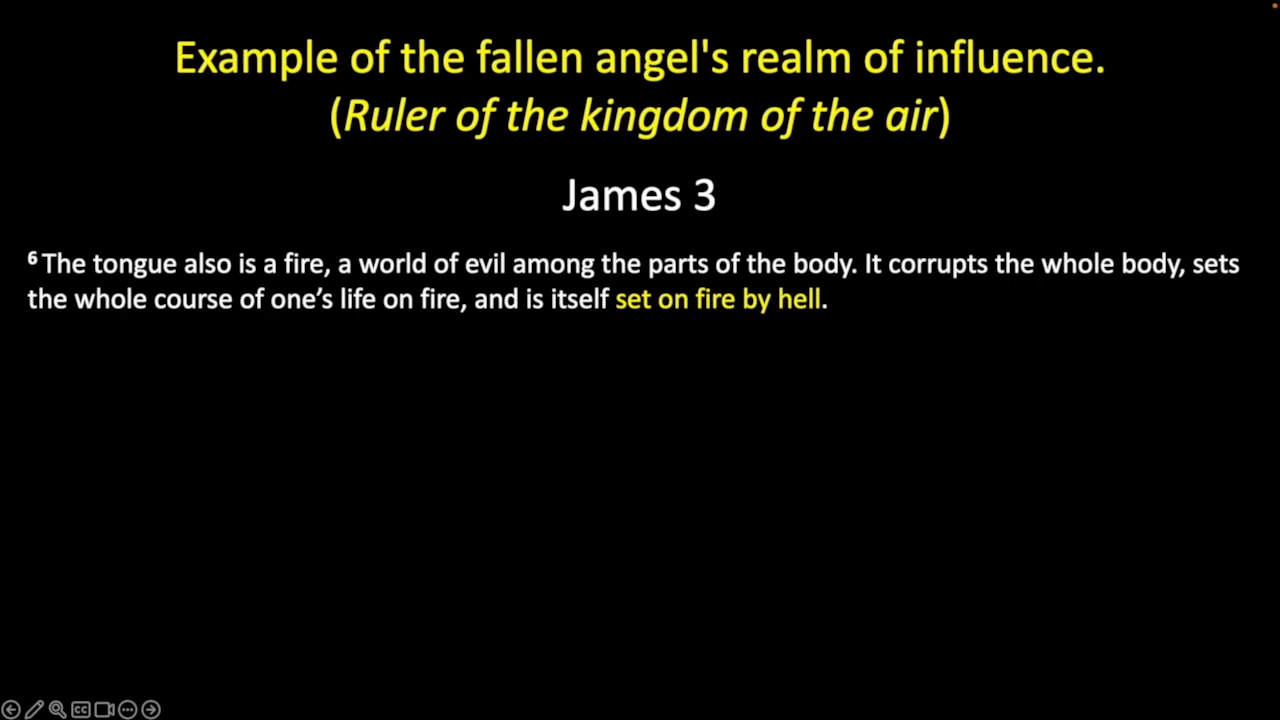 Example of the fallen angel's realm of influence.
(Ruler of the kingdom of the air)
James 3
⁶ The tongue also is a fire, a world of evil among the parts of the body. It corrupts the whole body, sets
the whole course of one’s life on fire, and is itself set on fire by hell.
CC